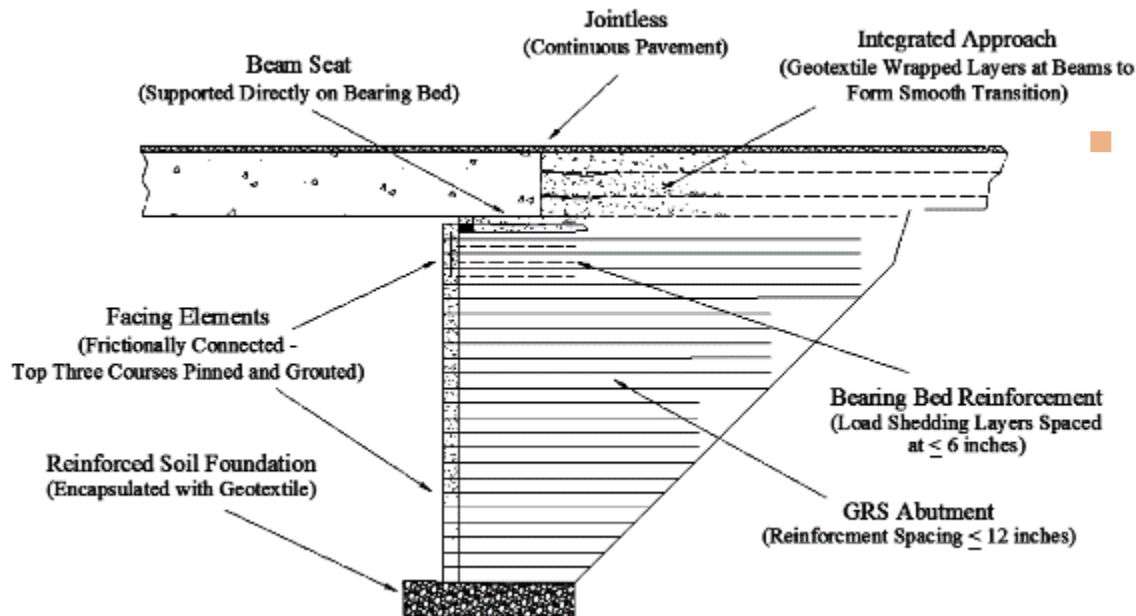 Jointless
(Continuous Pavement)
Integrated Approach
(Geotextile Wrapped Layers at Beams to
Form Smooth Transition)
Beam Seat
(Supported Directly on Bearing Bed)
Facing Elements
(Frictionally Connected -
Top Three Courses Pinned and Grouted)
Bearing Bed Reinforcement
(Load Shedding Layers Spaced
at ≤ 6 inches)
Reinforced Soil Foundation
(Encapsulated with Geotextile)
GRS Abutment
(Reinforcment Spacing ≤ 12 inches)